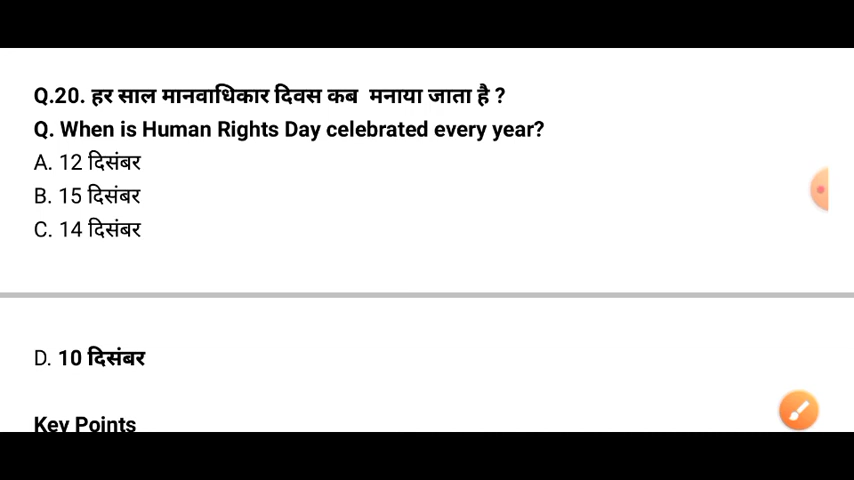 Q.20. हर साल मानवाधिकार दिवस कब मनाया जाता है ?
Q. When is Human Rights Day celebrated every year?
A. 12 दिसंबर
B. 15 दिसंबर
C. 14 दिसंबर
D. 10 दिसंबर
Key Points